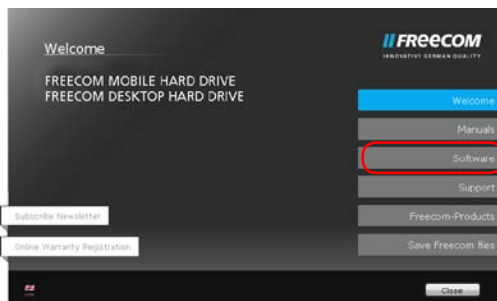 Welcome
FREECOM
INNOVATIVE GERMAN QUALITY
FREECOM MOBILE HARD DRIVE
FREECOM DESKTOP HARD DRIVE
Welcome
Manuals
Software
Support
Freecom-Products
Save Freecom files
Subscribe Newsletter
Online Warranty Registration
Close